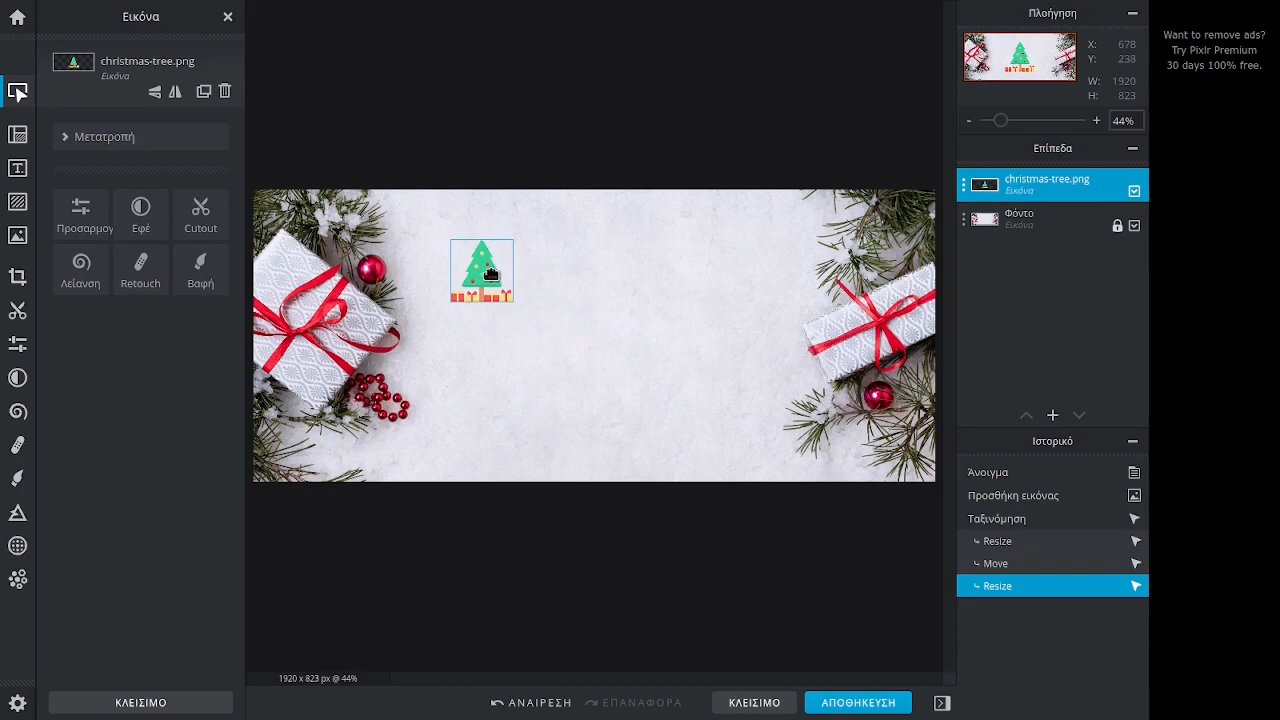 Εικόνα
christmas-tree.png
Εικόνα
Μετατροπή
Προσαρμογ
Εφέ
Cutout
Λείανση
Retouch
Βαφή
ΚΛΕΙΣΙΜΟ
1920 x 823 px @ 44%
ΑΝΑΙΡΕΣΗ
ΕΠΑΝΑΦΟΡΑ
ΚΛΕΙΣΙΜΟ
ΑΠΟΘΗΚΕΥΣΗ
Πλοήγηση
X: 678
Y: 238
W: 1920
H: 823
- + 44%
Επίπεδα
christmas-tree.png
Εικόνα
Φόντο
Εικόνα
Ιστορικό
Άνοιγμα
Προσθήκη εικόνας
Ταξινόμηση
Resize
Move
Resize
Want to remove ads?
Try Pixlr Premium
30 days 100% free.